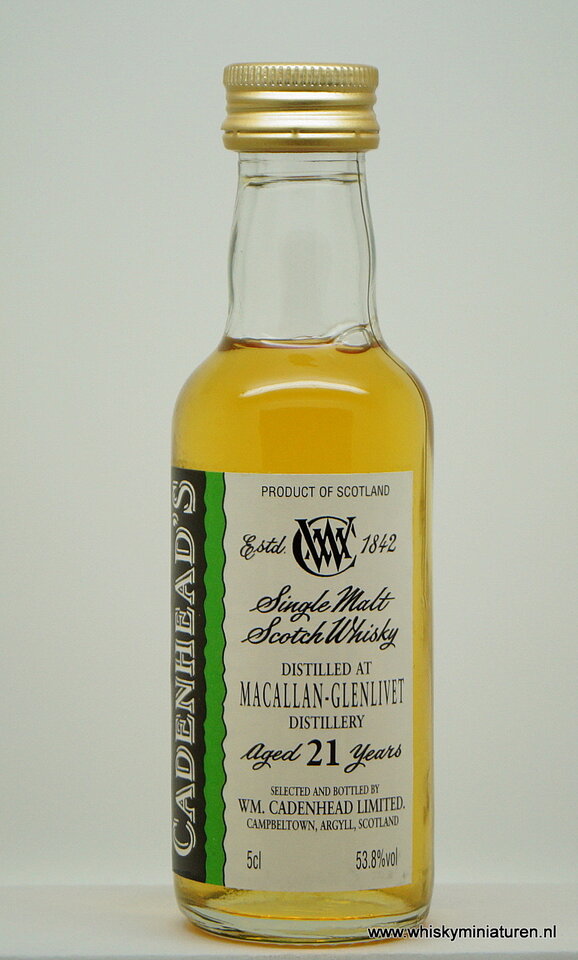 CADENHEAD'S
PRODUCT OF SCOTLAND
Estd. WC 1842
Single Malt
Scotch Whisky
DISTILLED AT
MACALLAN-GLENLIVET
DISTILLERY
Aged 21 Years
SELECTED AND BOTTLED BY
WM. CADENHEAD LIMITED.
CAMPBELTOWN, ARGYLL, SCOTLAND
5cl 53.8%vol
www.whiskyminiaturen.nl